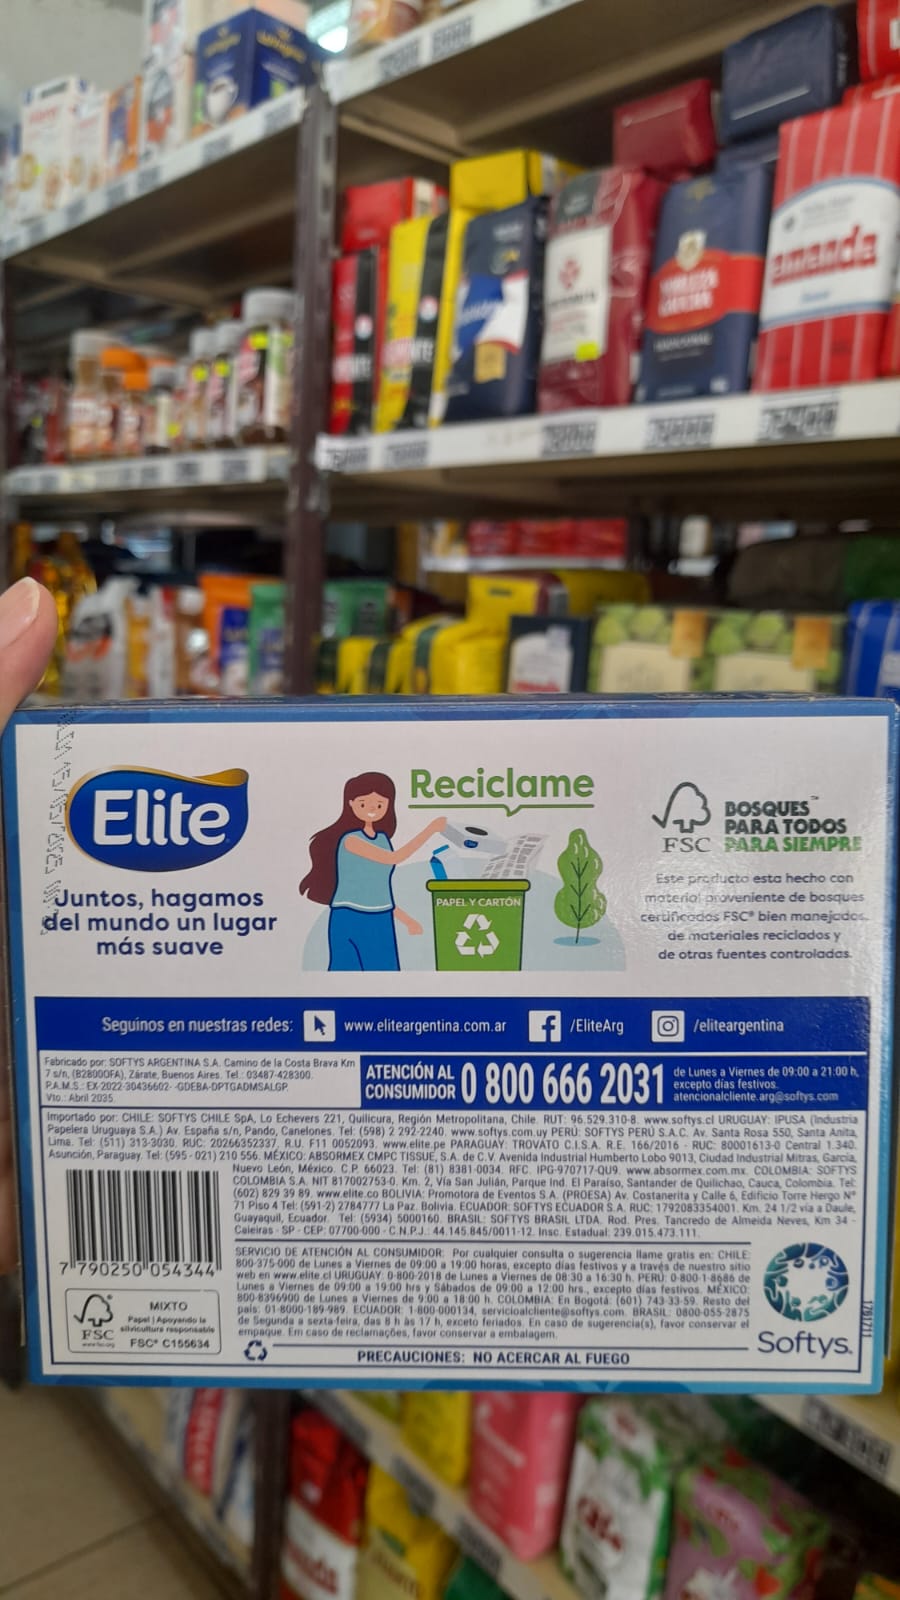 amanda
Elite
Juntos, hagamos
del mundo un lugar
más suave
Reciclame
PAPEL Y CARTÓN
FSC
BOSQUES™
PARA TODOS
PARA SIEMPRE
Este producto esta hecho con
material proveniente de bosques
certificados FSC® bien manejados,
de materiales reciclados y
de otras fuentes controladas.
Seguinos en nuestras redes:
www.eliteargentina.com.ar
/EliteArg
/eliteargentina
Fabricado por: SOFTYS ARGENTINA S.A. Camino de la Costa Brava Km
7 s/n, (B2800OFA), Zárate, Buenos Aires. Tel.: 03487-428300.
P.A.M.S.: EX-2022-30436602- -GDEBA-DPTGADMSALGP.
Vto.: Abril 2035.
ATENCIÓN AL
CONSUMIDOR
0 800 666 2031
de Lunes a Viernes de 09:00 a 21:00 h,
excepto días festivos.
atencionalcliente.arg@softys.com
Importado por: CHILE: SOFTYS CHILE SpA, Lo Echevers 221, Quilicura, Región Metropolitana, Chile. RUT: 96.529.310-8. www.softys.cl URUGUAY: IPUSA (Industria
Papelera Uruguaya S.A.) Av. España s/n, Pando, Canelones. Tel: (598) 2 292-2240. www.softys.com.uy PERÚ: SOFTYS PERÚ S.A.C. Av. Santa Rosa 550, Santa Anita,
Lima. Tel: (511) 313-3030. RUC: 20266352337. R.U. F11 0052093. www.elite.pe PARAGUAY: TROVATO C.I.S.A. R.E. 166/2016 - RUC: 80001613-0 Central 1.340.
Asunción, Paraguay. Tel: (595 - 021) 210 556. MÉXICO: ABSORMEX CMPC TISSUE, S.A. de C.V. Avenida Industrial Humberto Lobo 9013, Ciudad Industrial Mitras, García,
Nuevo León, México. C.P. 66023. Tel: (81) 8381-0034. RFC. IPG-970717-QU9. www.absormex.com.mx. COLOMBIA: SOFTYS
COLOMBIA S.A. NIT 817002753-0. Km. 2, Vía San Julián, Parque Ind. El Paraíso, Santander de Quilichao, Cauca, Colombia. Tel:
(602) 829 39 89. www.elite.co BOLIVIA: Promotora de Eventos S.A. (PROESA) Av. Costanerita y Calle 6, Edificio Torre Hergo Nº
71 Piso 4 Tel: (591-2) 2784777 La Paz. Bolivia. ECUADOR: SOFTYS ECUADOR S.A. RUC: 1792083354001. Km. 24 1/2 vía a Daule,
Guayaquil, Ecuador. Tel: (5934) 5000160. BRASIL: SOFTYS BRASIL LTDA. Rod. Pres. Tancredo de Almeida Neves, Km 34 -
Caieiras - SP - CEP: 07700-000 - C.N.P.J.: 44.145.845/0011-12. Insc. Estadual: 239.015.473.111.
SERVICIO DE ATENCIÓN AL CONSUMIDOR: Por cualquier consulta o sugerencia llame gratis en: CHILE:
800-375-000 de Lunes a Viernes de 09:00 a 19:00 horas, excepto días festivos y a través de nuestro sitio
web en www.elite.cl URUGUAY: 0-800-2018 de Lunes a Viernes de 08:30 a 16:30 h. PERÚ: 0-800-1-8686 de
Lunes a Viernes de 09:00 a 19:00 hrs y Sábados de 09:00 a 12:00 hrs., excepto días festivos. MÉXICO:
800-8396900 de Lunes a Viernes de 9:00 a 18:00 h. COLOMBIA: En Bogotá: (601) 743-33-59. Resto del
país: 01-8000-189-989. ECUADOR: 1-800-000134, servicioalcliente@softys.com. BRASIL: 0800-055-2875
de Segunda a sexta-feira, das 8 h às 17 h, exceto feriados. En caso de sugerencia(s), favor conservar el
empaque. Em caso de reclamações, favor conservar a embalagem.
7 790250 054344
FSC
www.fsc.org
MIXTO
Papel | Apoyando la
silvicultura responsable
FSC® C155634
PRECAUCIONES: NO ACERCAR AL FUEGO
Softys.
1781711